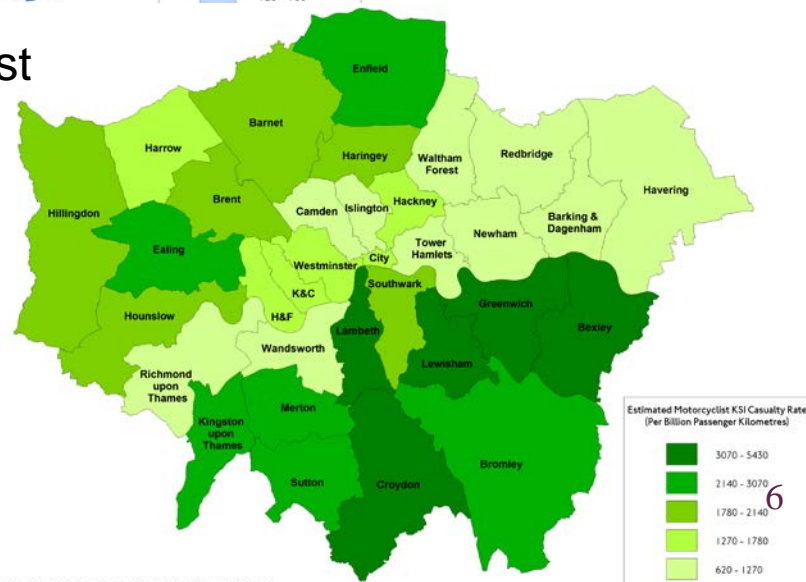 st
Enfield
Barnet
Harrow
Haringey
Waltham
Forest
Redbridge
Havering
Hillingdon
Brent
Camden
Islington
Hackney
Barking &
Dagenham
Ealing
Newham
Tower
Hamlets
Westminster
City
K&C
Southwark
Greenwich
Hounslow
H&F
Lambeth
Bexley
Wandsworth
Lewisham
Richmond
upon
Thames
Merton
Kingston
upon
Thames
Sutton
Croydon
Bromley
Estimated Motorcyclist KSI Casualty Rate
(Per Billion Passenger Kilometres)
3070 - 5430
2140 - 3070
1780 - 2140
1270 - 1780
620 - 1270
6